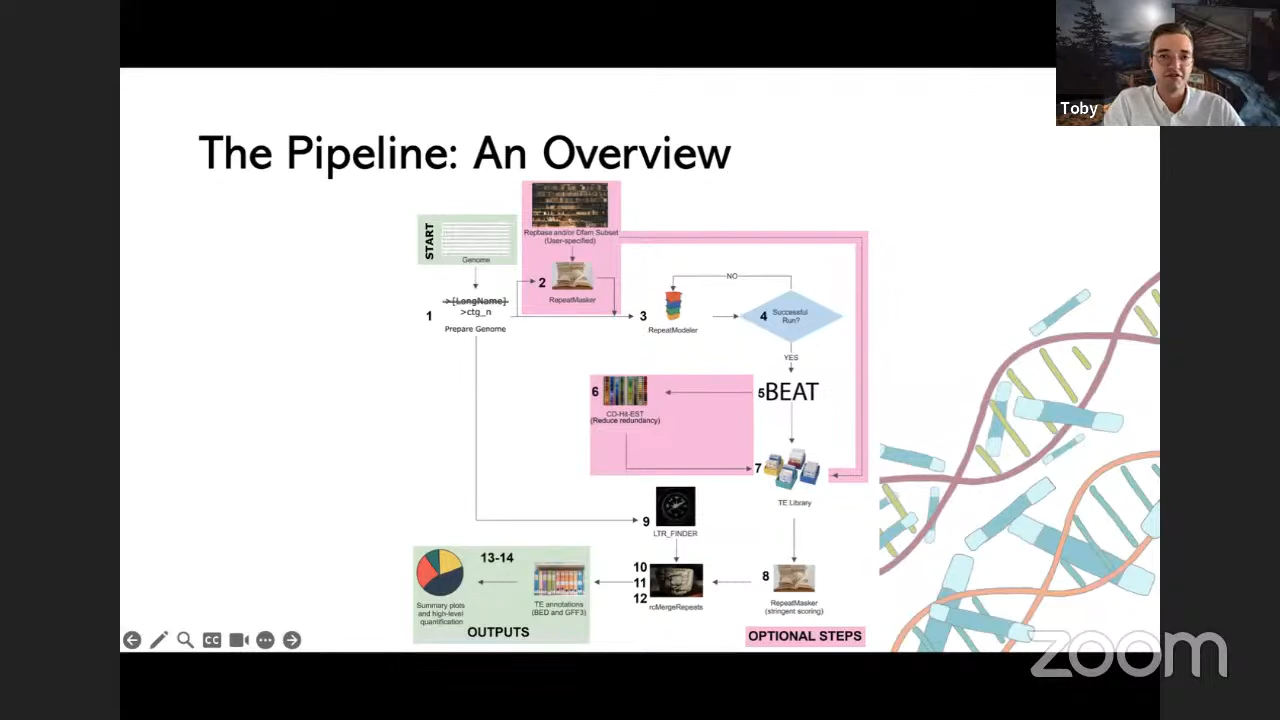 Toby
The Pipeline: An Overview
START
Genome
Repbase and/or Dfam Subset
(User-specified)
2
RepeatMasker
1
>[LongName]
>ctg_n
Prepare Genome
3
RepeatModeler
NO
4
Successful
Run?
YES
5
BEAT
6
CD-Hit-EST
(Reduce redundancy)
7
TE Library
9
LTR_FINDER
8
RepeatMasker
(stringent scoring)
10
11
12
rcMergeRepeats
13-14
TE annotations
(BED and GFF3)
Summary plots
and high-level
quantification
OUTPUTS
OPTIONAL STEPS
CC
zoom